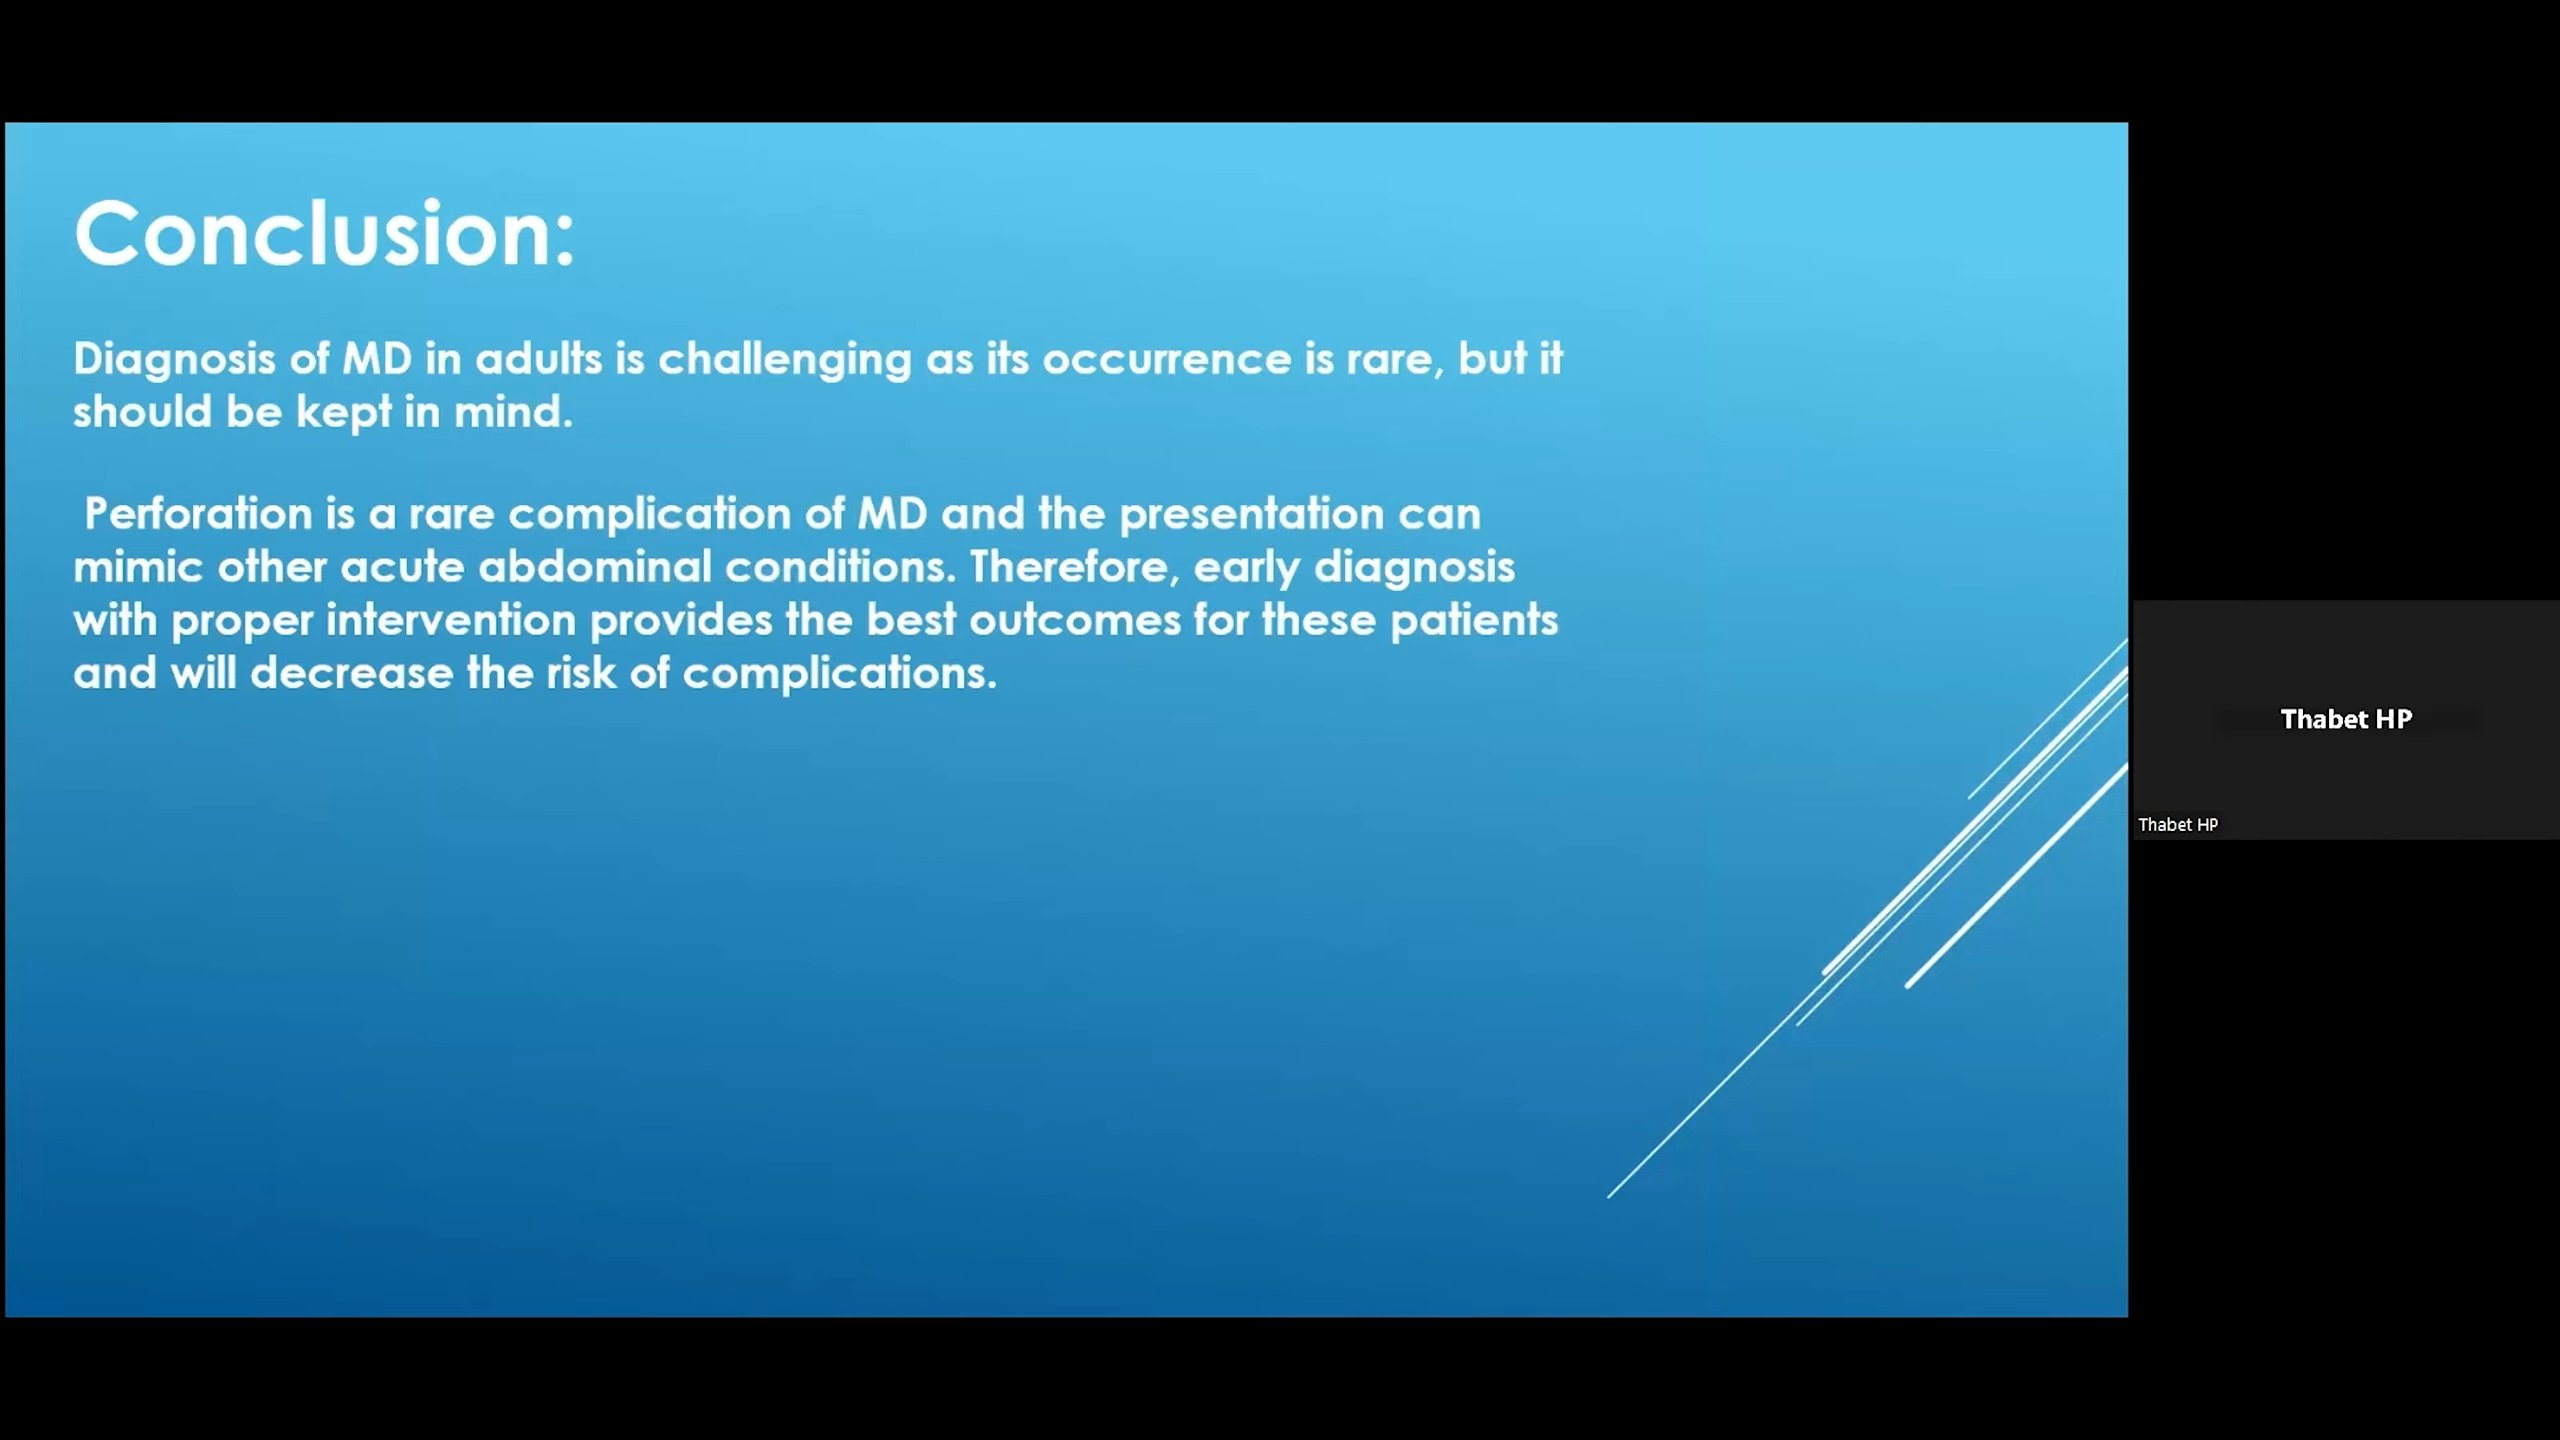 Conclusion:
Diagnosis of MD in adults is challenging as its occurrence is rare, but it
should be kept in mind.
Perforation is a rare complication of MD and the presentation can
mimic other acute abdominal conditions. Therefore, early diagnosis
with proper intervention provides the best outcomes for these patients
and will decrease the risk of complications.
Thabet HP
Thabet HP